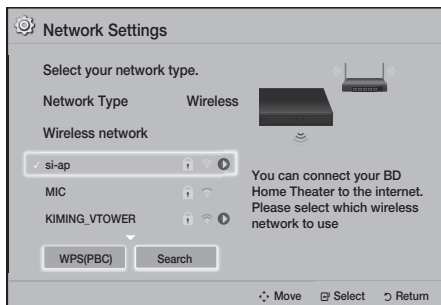 Network Settings
Select your network type.
Network Type Wireless
Wireless network
si-ap
MIC
KIMING_VTOWER
WPS(PBC) Search
You can connect your BD
Home Theater to the internet.
Please select which wireless
network to use
Move Select Return